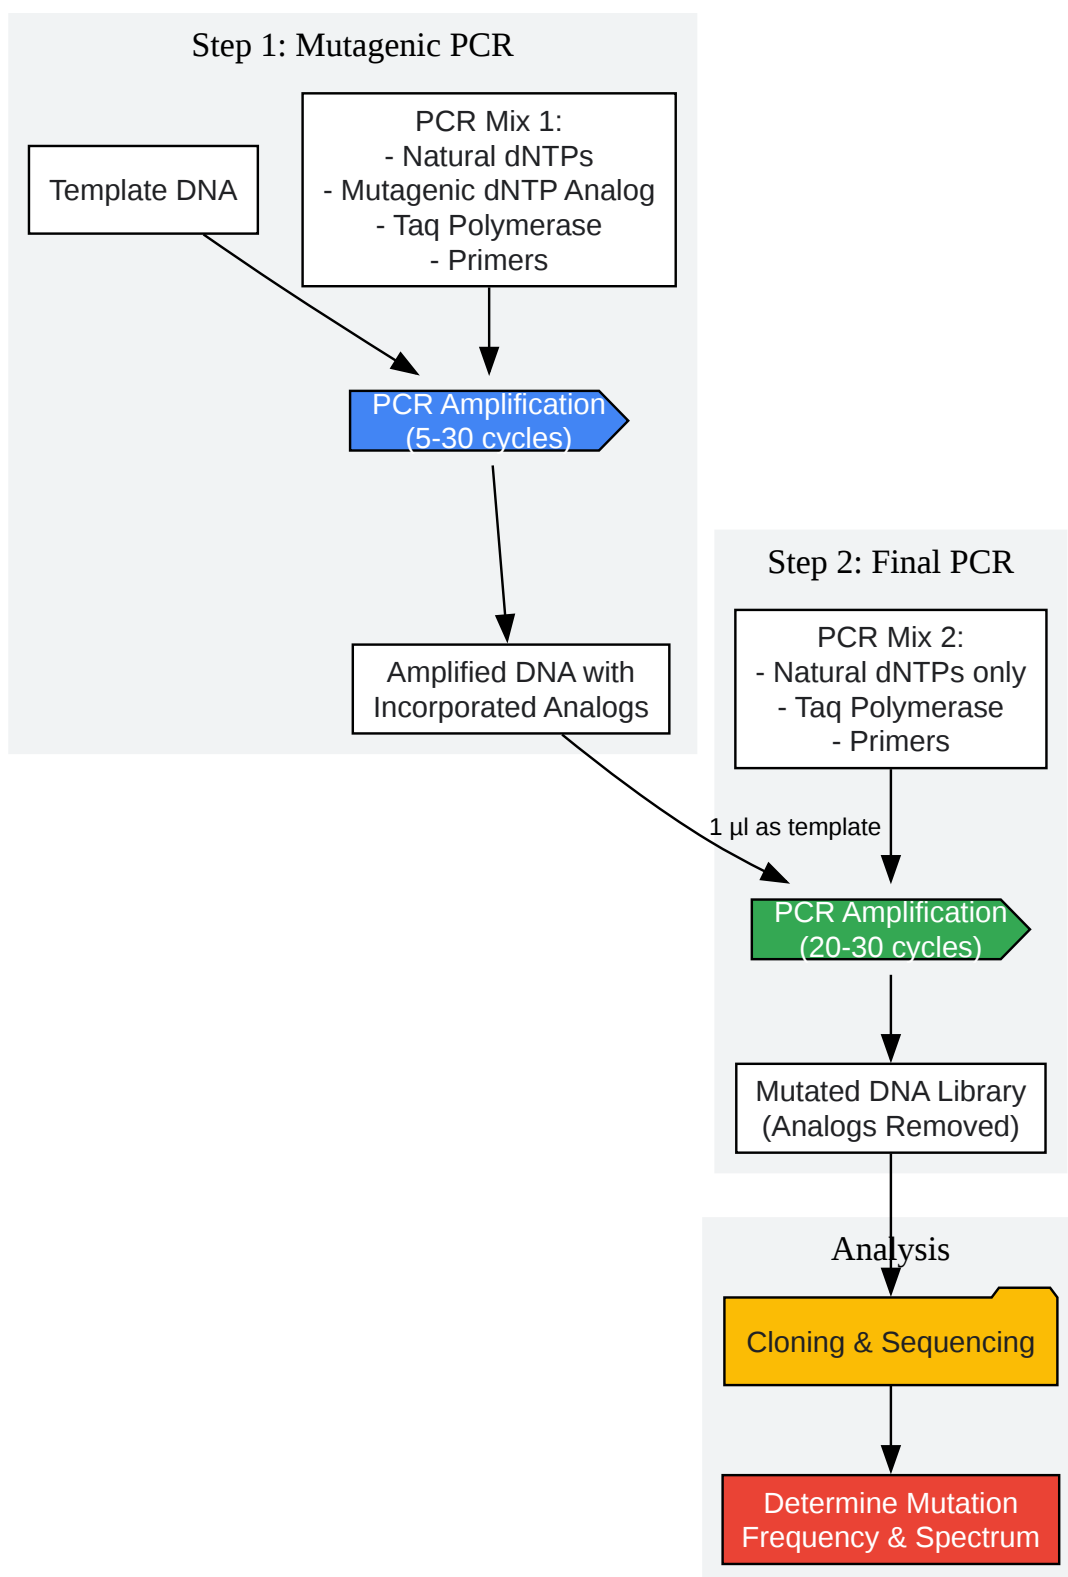 Step 1: Mutagenic PCR
Template DNA
PCR Mix 1:
- Natural dNTPs
- Mutagenic dNTP Analog
- Taq Polymerase
- Primers
PCR Amplification
(5-30 cycles)
Amplified DNA with
Incorporated Analogs
Step 2: Final PCR
PCR Mix 2:
- Natural dNTPs only
- Taq Polymerase
- Primers
1 µl as template
PCR Amplification
(20-30 cycles)
Mutated DNA Library
(Analogs Removed)
Analysis
Cloning & Sequencing
Determine Mutation
Frequency & Spectrum